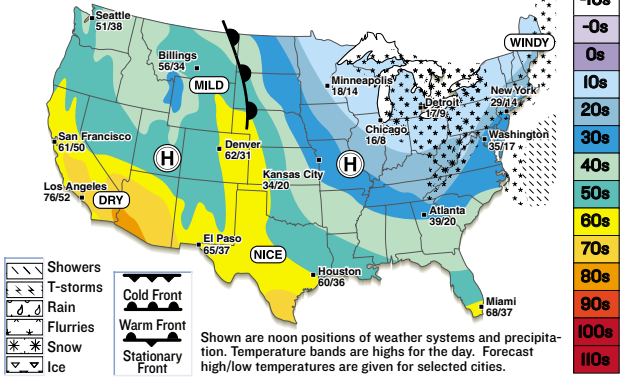 Seattle
51/38
Billings
56/34
MILD
Minneapolis
18/14
WINDY
Detroit
17/9
New York
29/14
Chicago
16/8
Washington
35/17
San Francisco
61/50
H
Denver
62/31
H
Kansas City
34/20
Los Angeles
76/52
DRY
Atlanta
39/20
El Paso
65/37
NICE
Houston
60/36
Miami
68/37
-0s
0s
10s
20s
30s
40s
50s
60s
70s
80s
90s
100s
110s
Showers
T-storms
Rain
Flurries
Snow
Ice
Cold Front
Warm Front
Stationary
Front
Shown are noon positions of weather systems and precipita-
tion. Temperature bands are highs for the day. Forecast
high/low temperatures are given for selected cities.